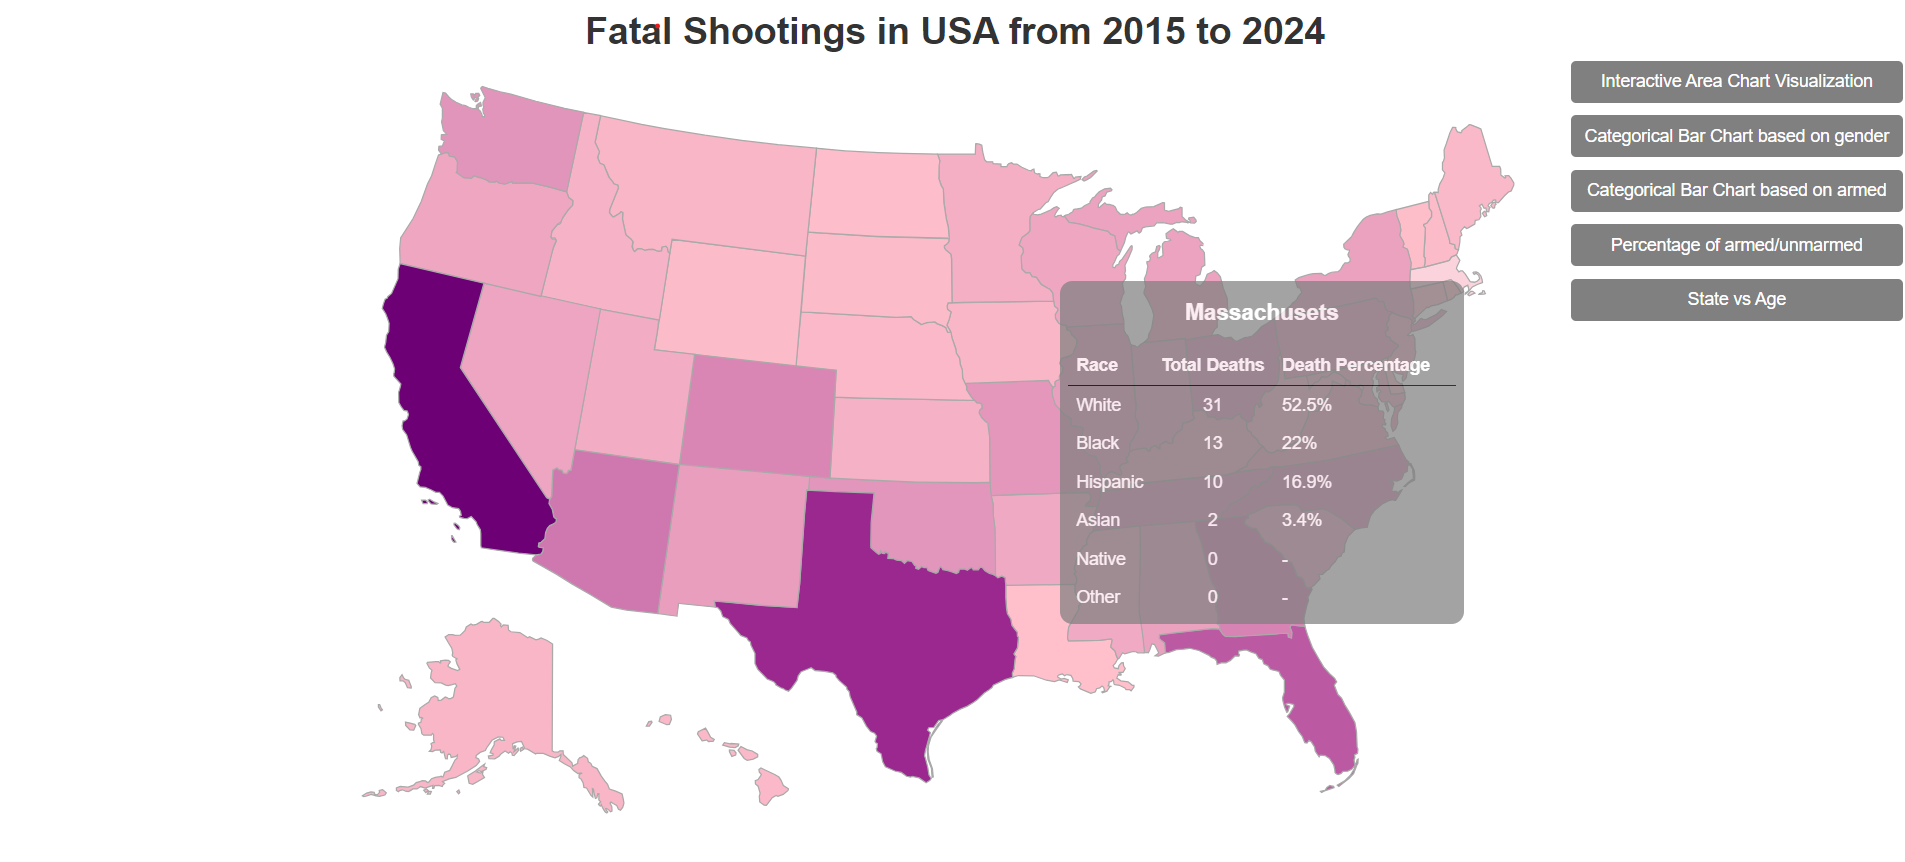 Fatal Shootings in USA from 2015 to 2024
Interactive Area Chart Visualization
Categorical Bar Chart based on gender
Categorical Bar Chart based on armed
Percentage of armed/unmarmed
State vs Age
Massachusets
Race Total Deaths Death Percentage
White 31 52.5%
Black 13 22%
Hispanic 10 16.9%
Asian 2 3.4%
Native 0 -
Other 0 -